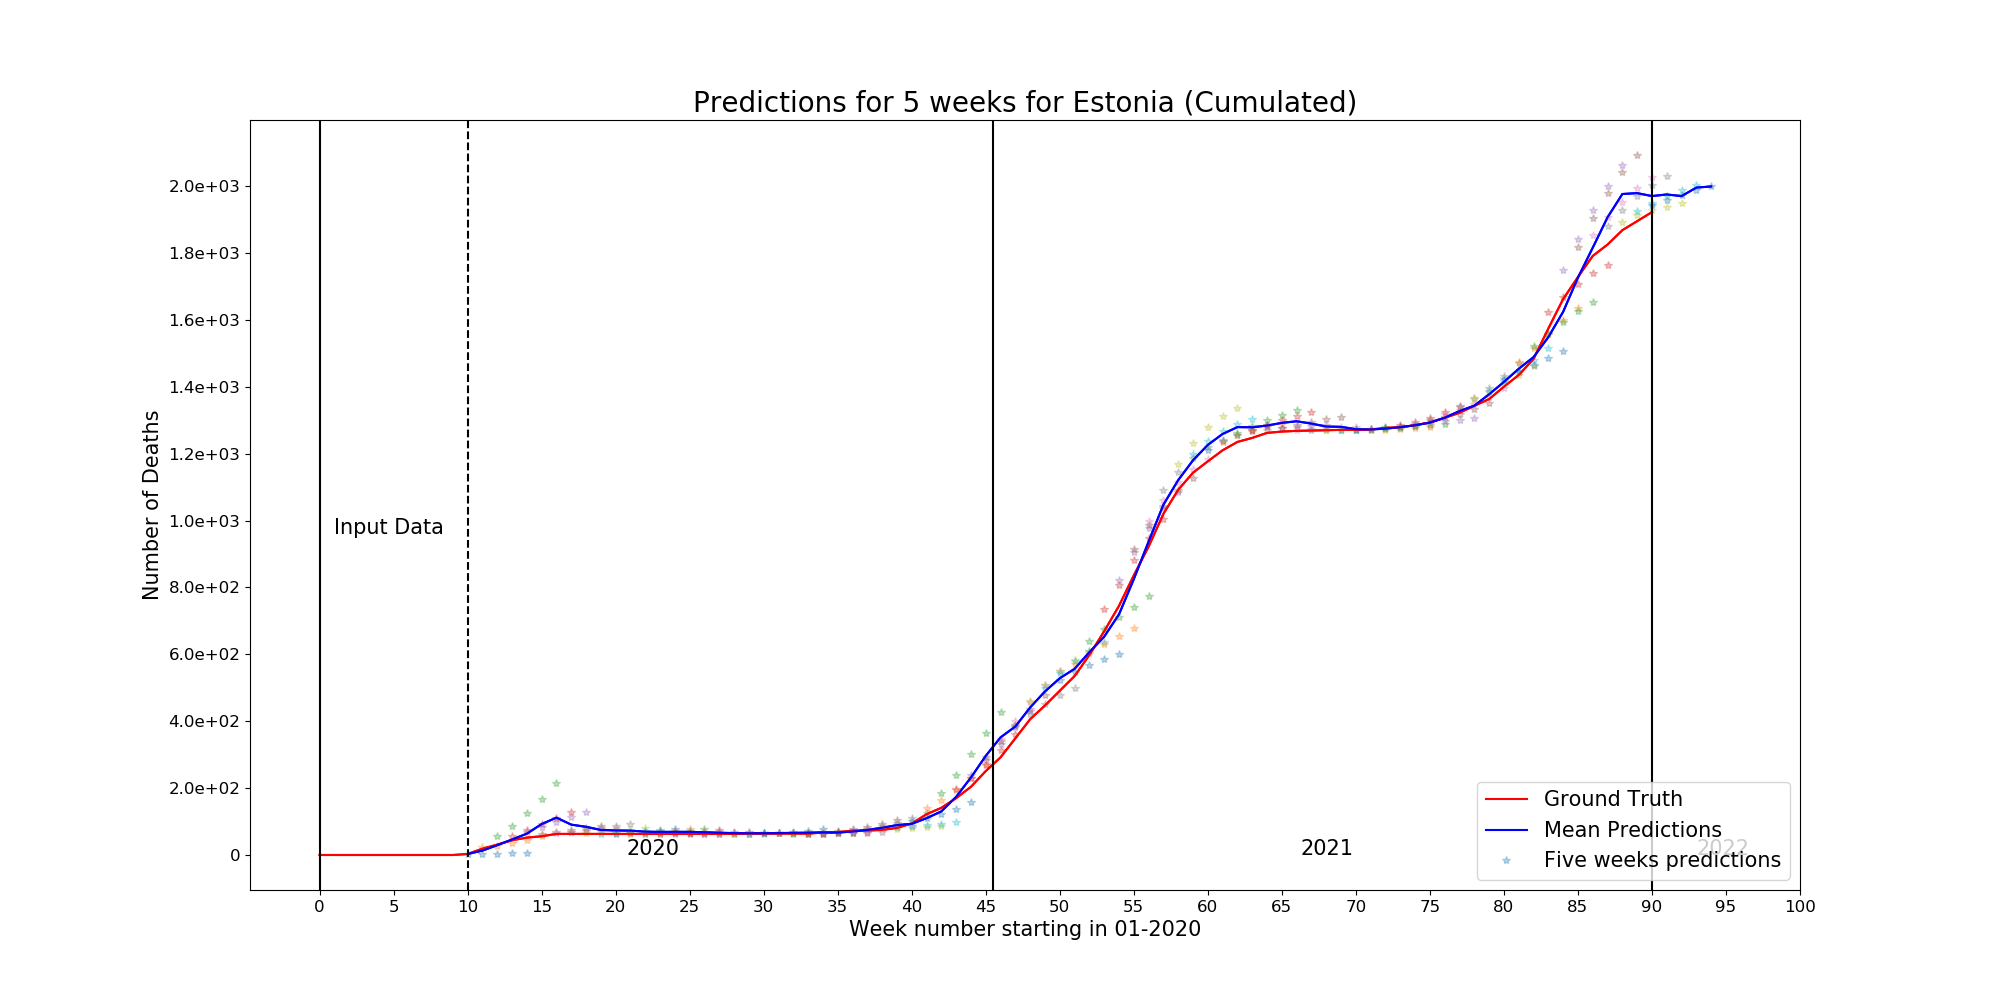 Predictions for 5 weeks for Estonia (Cumulated)
Number of Deaths
2.0e+03
1.8e+03
1.6e+03
1.4e+03
1.2e+03
1.0e+03
8.0e+02
6.0e+02
4.0e+02
2.0e+02
0
Input Data
2020
2021
2022
Ground Truth
Mean Predictions
Five weeks predictions
0 5 10 15 20 25 30 35 40 45 50 55 60 65 70 75 80 85 90 95 100
Week number starting in 01-2020